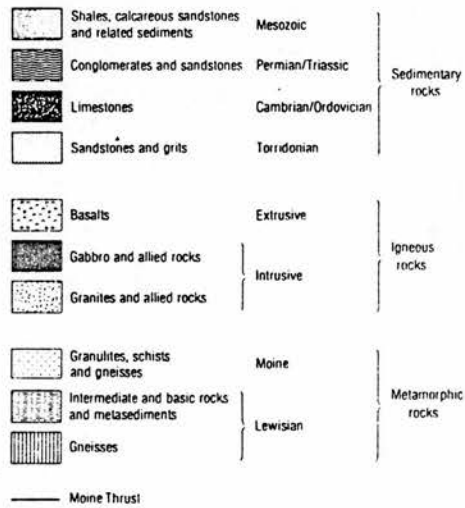 Shales, calcareous sandstones
and related sediments
Mesozoic
Conglomerates and sandstones
Permian/Triassic
Limestones
Cambrian/Ordovician
Sandstones and grits
Torridonian
Sedimentary
rocks
Basalts
Extrusive
Gabbro and allied rocks
Granites and allied rocks
Intrusive
Igneous
rocks
Granulites, schists
and gneisses
Moine
Intermediate and basic rocks
and metasediments
Gneisses
Lewisian
Metamorphic
rocks
Moine Thrust